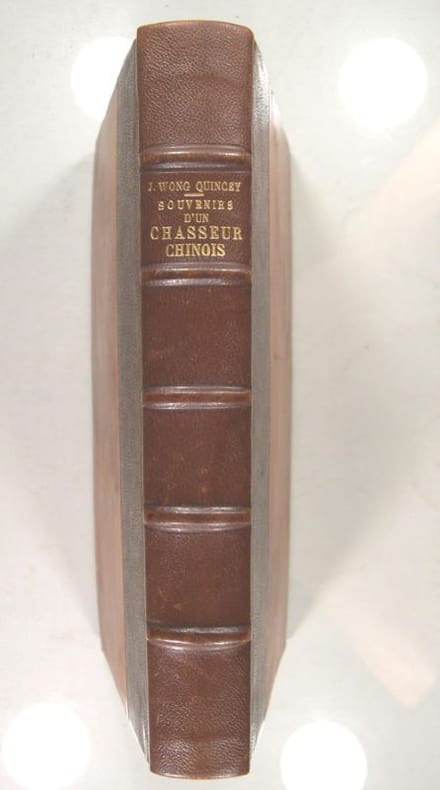 J. WONG QUINCEY
SOUVENIRS
D'UN
CHASSEUR
CHINOIS